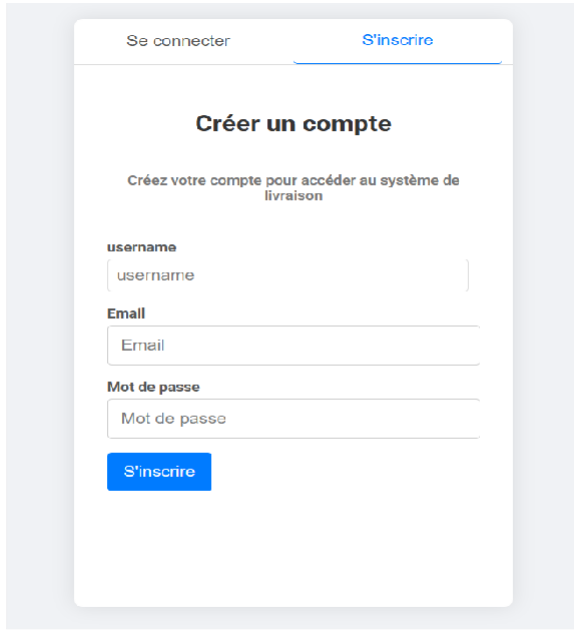 Se connecter
S'inscrire
Créer un compte
Créez votre compte pour accéder au système de
livraison
username
username
Email
Email
Mot de passe
Mot de passe
S'inscrire